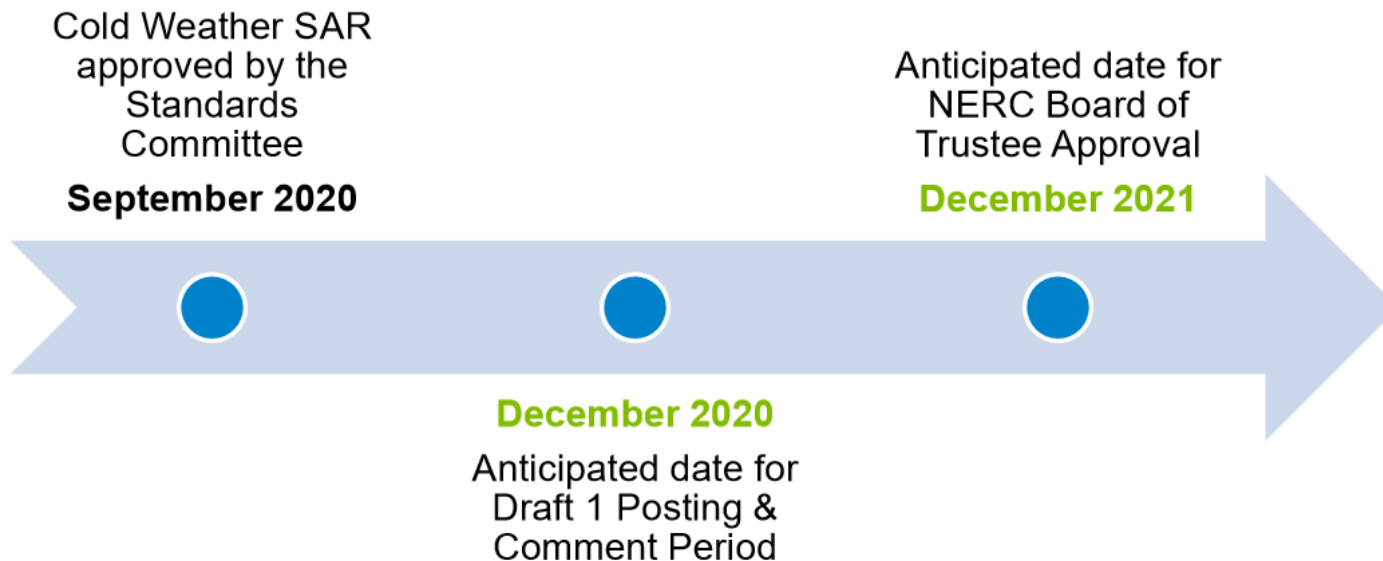 Cold Weather SAR
approved by the
Standards
Committee
September 2020
December 2020
Anticipated date for
Draft 1 Posting &
Comment Period
Anticipated date for
NERC Board of
Trustee Approval
December 2021